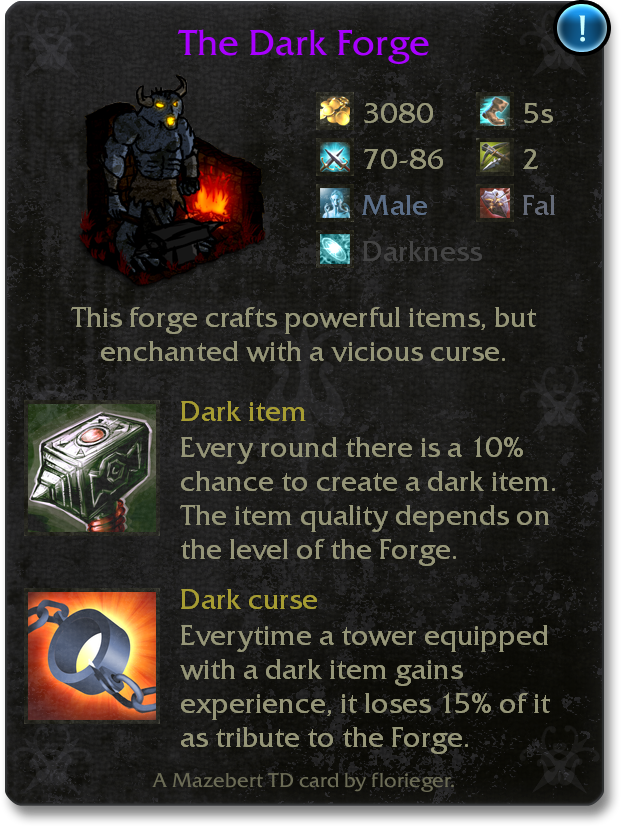 !
The Dark Forge
3080 5s
70-86 2
Male Fal
Darkness
This forge crafts powerful items, but
enchanted with a vicious curse.
Dark item
Every round there is a 10%
chance to create a dark item.
The item quality depends on
the level of the Forge.
Dark curse
Everytime a tower equipped
with a dark item gains
experience, it loses 15% of it
as tribute to the Forge.
A Mazebert TD card by florieger.